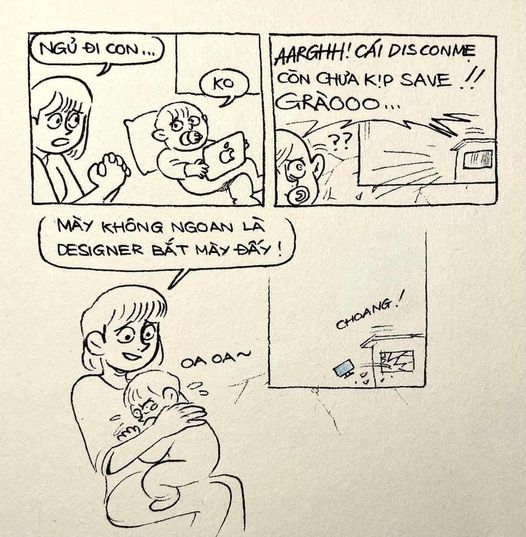 NGỦ ĐI CON...
KO
AARGHH! CÁI DISCONMẸ
CÒN CHƯA KỊP SAVE!!
GRÀOOO...
??
MÀY KHÔNG NGOAN LÀ
DESIGNER BẮT MÀY ĐẤY!
CHOANG!
OA OA~